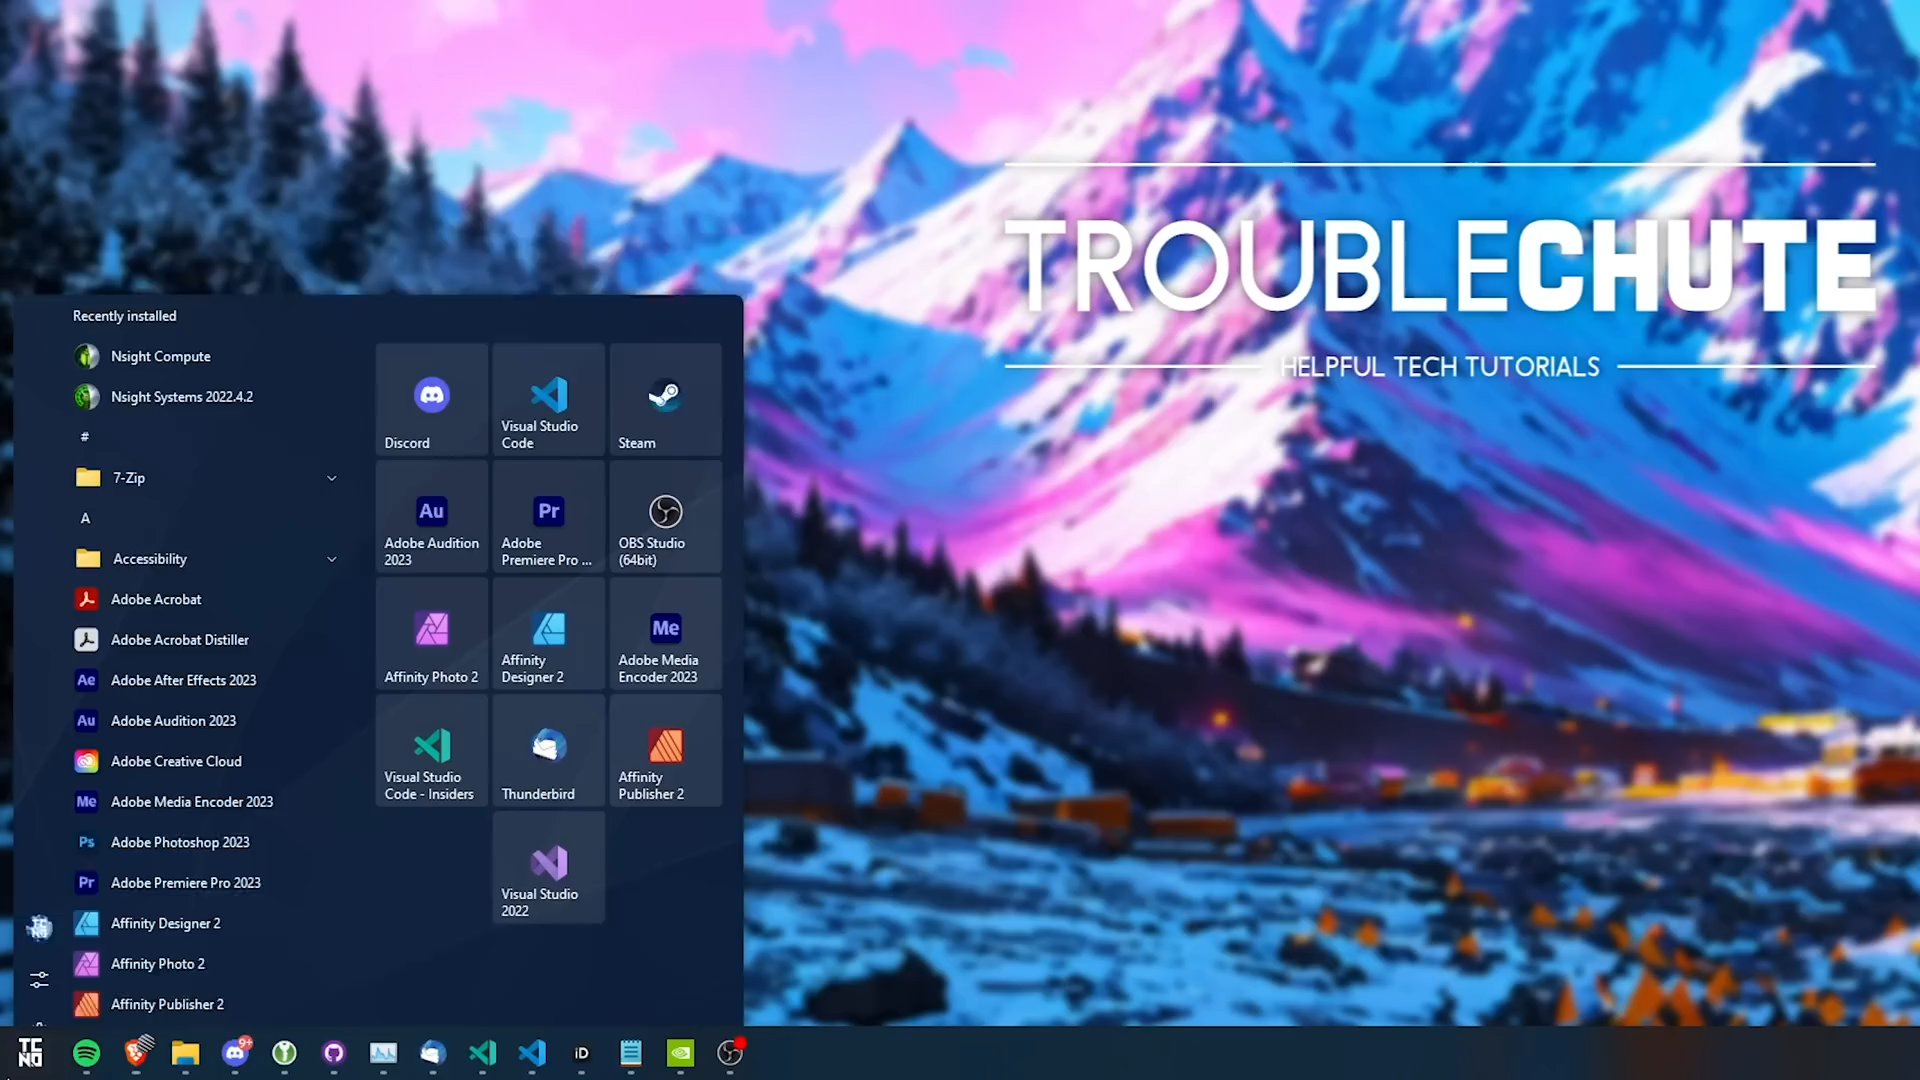 TROUBLECHUTE
HELPFUL TECH TUTORIALS
Recently installed
Nsight Compute
Nsight Systems 2022.4.2
#
7-Zip
A
Accessibility
Adobe Acrobat
Adobe Acrobat Distiller
Ae
Adobe After Effects 2023
Au
Adobe Audition 2023
Adobe Creative Cloud
Me
Adobe Media Encoder 2023
Ps
Adobe Photoshop 2023
Pr
Adobe Premiere Pro 2023
Affinity Designer 2
Affinity Photo 2
Affinity Publisher 2
Discord
Visual Studio
Code
Steam
Au
Adobe Audition
2023
Pr
Adobe
Premiere Pro ...
OBS Studio
(64bit)
Affinity Photo 2
Affinity
Designer 2
Me
Adobe Media
Encoder 2023
Visual Studio
Code - Insiders
Thunderbird
Affinity
Publisher 2
Visual Studio
2022
TC
NO
TC
NO
9+
iD